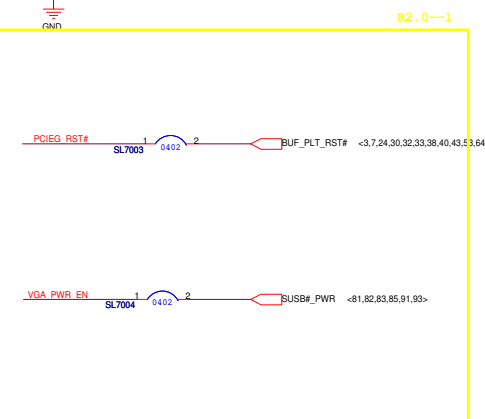 R2.0--1
GND
PCIEG_RST# 1 2 BUF_PLT_RST# <3,7,24,30,32,33,38,40,43,53,64
SL7003 0402
VGA_PWR_EN 1 2 SUSB#_PWR <81,82,83,85,91,93>
SL7004 0402